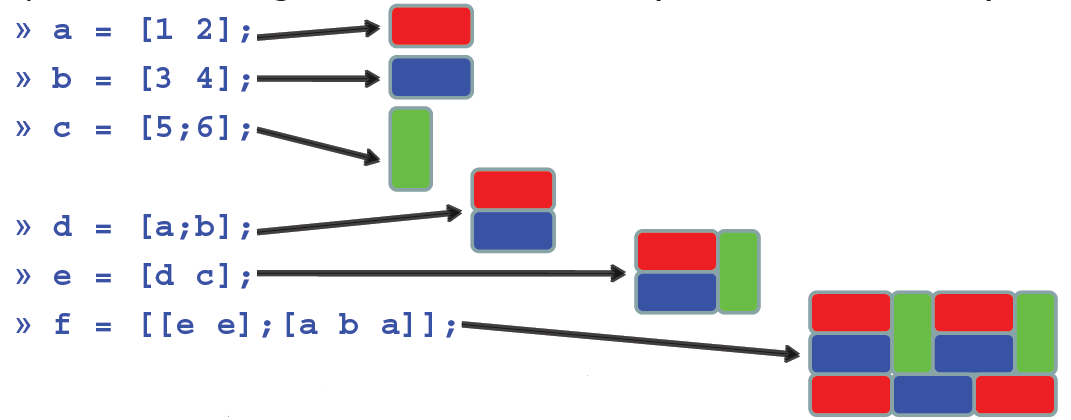 » a = [1 2];
» b = [3 4];
» c = [5;6];
» d = [a;b];
» e = [d c];
» f = [[e e];[a b a]];